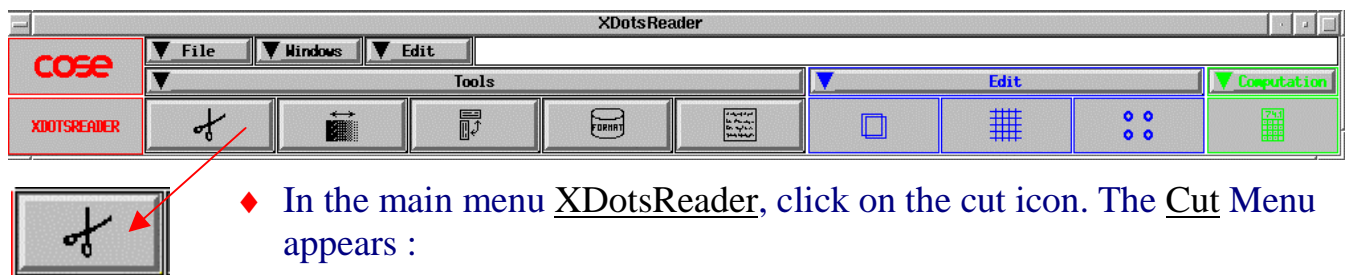 XDotsReader
cose File Windows Edit
Tools Edit Computation
XDOTSREADER FORMAT
♦ In the main menu XDotsReader, click on the cut icon. The Cut Menu
appears :